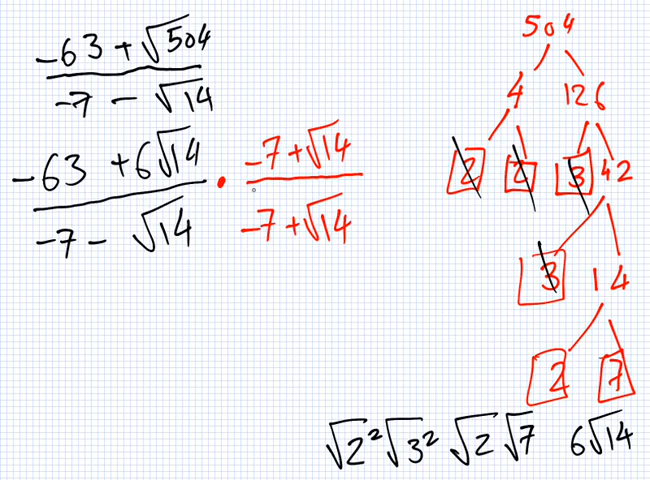 -63 + √504
-7 - √14
-63 + 6√14 • -7 + √14
-7 - √14 -7 + √14
504
4 126
2 2 3 42
3 14
2 7
√2² √3² √2 √7 6√14